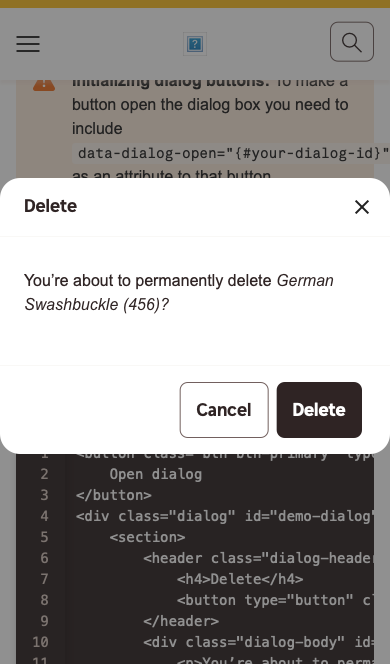 Initializing dialog buttons: To make a
button open the dialog box you need to
include
data-dialog-open="{#your-dialog-id}"
as an attribute to that button
Delete
You're about to permanently delete German
Swashbuckle (456)?
Cancel Delete
1 <button class="btn btn-primary" typ
2 Open dialog
3 </button>
4 <div class="dialog" id="demo-dialog"
5 <section>
6 <header class="dialog-header
7 <h4>Delete</h4>
8 <button type="button" cl
9 </header>
10 <div class="dialog-body" id=
11 <p>You're about to perma